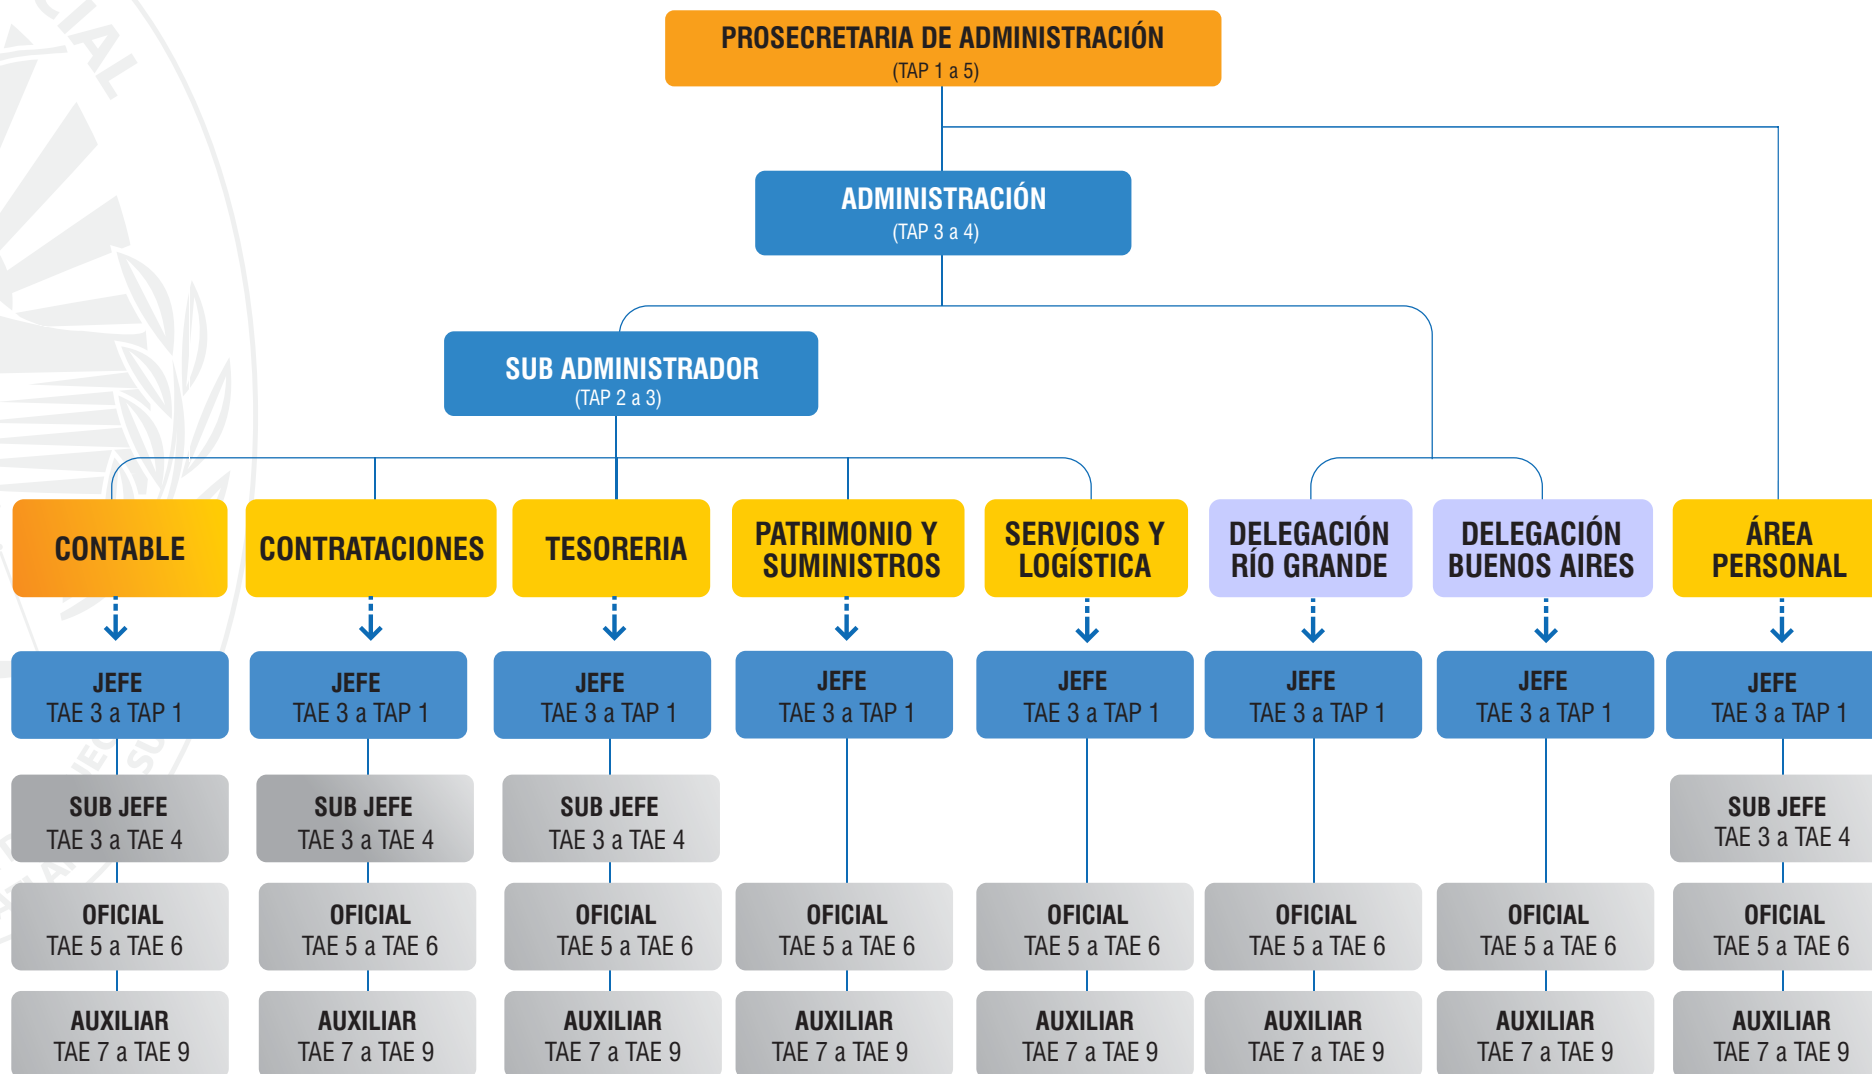 CIAL
PROSECRETARIA DE ADMINISTRACIÓN
(TAP 1 a 5)
ADMINISTRACIÓN
(TAP 3 a 4)
SUB ADMINISTRADOR
(TAP 2 a 3)
CONTABLE
CONTRATACIONES
TESORERIA
PATRIMONIO Y
SUMINISTROS
SERVICIOS Y
LOGÍSTICA
DELEGACIÓN
RÍO GRANDE
DELEGACIÓN
BUENOS AIRES
ÁREA
PERSONAL
JEFE
TAE 3 a TAP 1
JEFE
TAE 3 a TAP 1
JEFE
TAE 3 a TAP 1
JEFE
TAE 3 a TAP 1
JEFE
TAE 3 a TAP 1
JEFE
TAE 3 a TAP 1
JEFE
TAE 3 a TAP 1
JEFE
TAE 3 a TAP 1
SUB JEFE
TAE 3 a TAE 4
SUB JEFE
TAE 3 a TAE 4
SUB JEFE
TAE 3 a TAE 4
SUB JEFE
TAE 3 a TAE 4
OFICIAL
TAE 5 a TAE 6
OFICIAL
TAE 5 a TAE 6
OFICIAL
TAE 5 a TAE 6
OFICIAL
TAE 5 a TAE 6
OFICIAL
TAE 5 a TAE 6
OFICIAL
TAE 5 a TAE 6
OFICIAL
TAE 5 a TAE 6
OFICIAL
TAE 5 a TAE 6
AUXILIAR
TAE 7 a TAE 9
AUXILIAR
TAE 7 a TAE 9
AUXILIAR
TAE 7 a TAE 9
AUXILIAR
TAE 7 a TAE 9
AUXILIAR
TAE 7 a TAE 9
AUXILIAR
TAE 7 a TAE 9
AUXILIAR
TAE 7 a TAE 9
AUXILIAR
TAE 7 a TAE 9